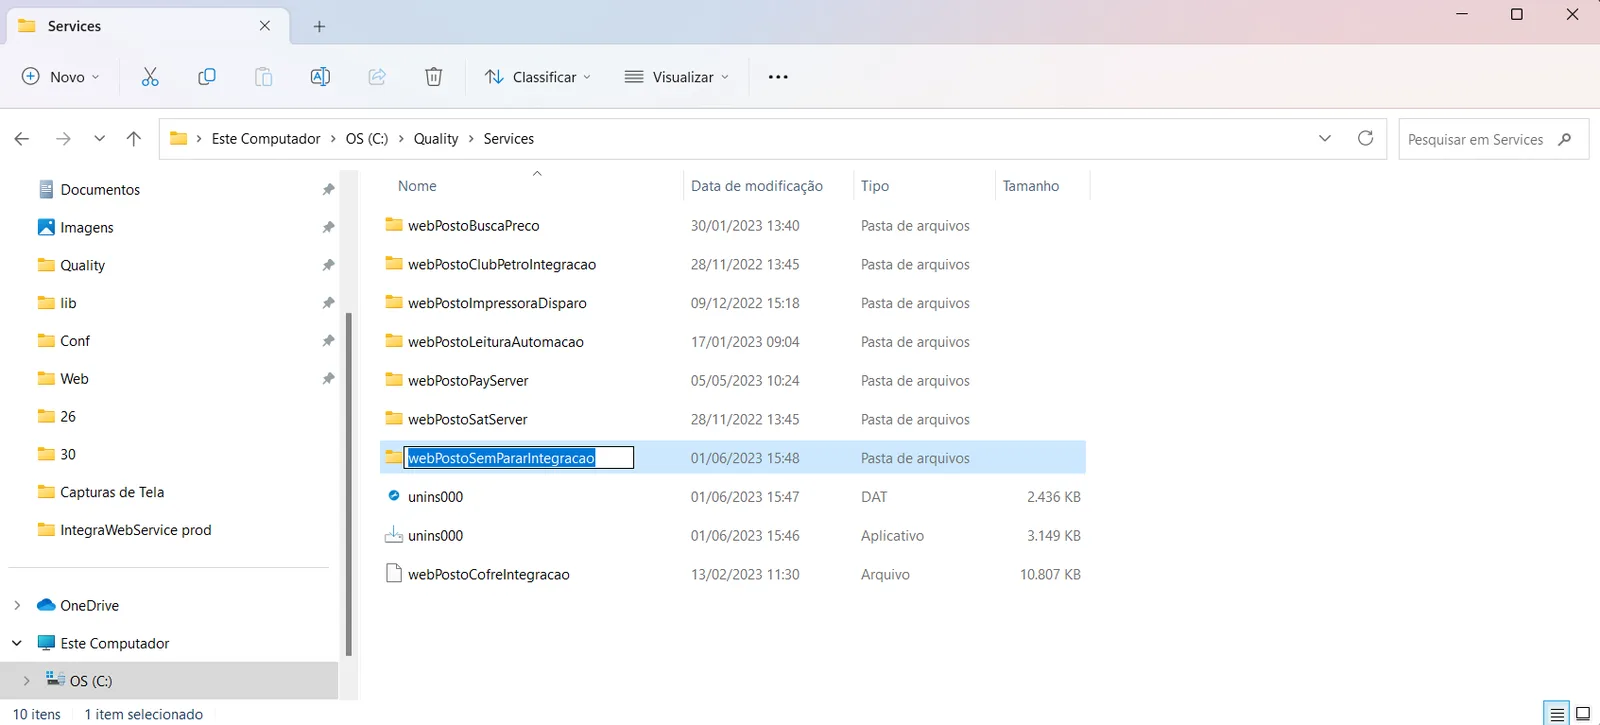 Services
Novo
Classificar
Visualizar
Este Computador > OS (C:) > Quality > Services
Pesquisar em Services
Documentos
Imagens
Quality
lib
Conf
Web
26
30
Capturas de Tela
IntegraWebService prod
OneDrive
Este Computador
OS (C:)
Nome Data de modificação Tipo Tamanho
webPostoBuscaPreco 30/01/2023 13:40 Pasta de arquivos
webPostoClubPetroIntegracao 28/11/2022 13:45 Pasta de arquivos
webPostoImpressoraDisparo 09/12/2022 15:18 Pasta de arquivos
webPostoLeituraAutomacao 17/01/2023 09:04 Pasta de arquivos
webPostoPayServer 05/05/2023 10:24 Pasta de arquivos
webPostoSatServer 28/11/2022 13:45 Pasta de arquivos
webPostoSemPararIntegracao 01/06/2023 15:48 Pasta de arquivos
unins000 01/06/2023 15:47 DAT 2.436 KB
unins000 01/06/2023 15:46 Aplicativo 3.149 KB
webPostoCofreIntegracao 13/02/2023 11:30 Arquivo 10.807 KB
10 itens 1 item selecionado